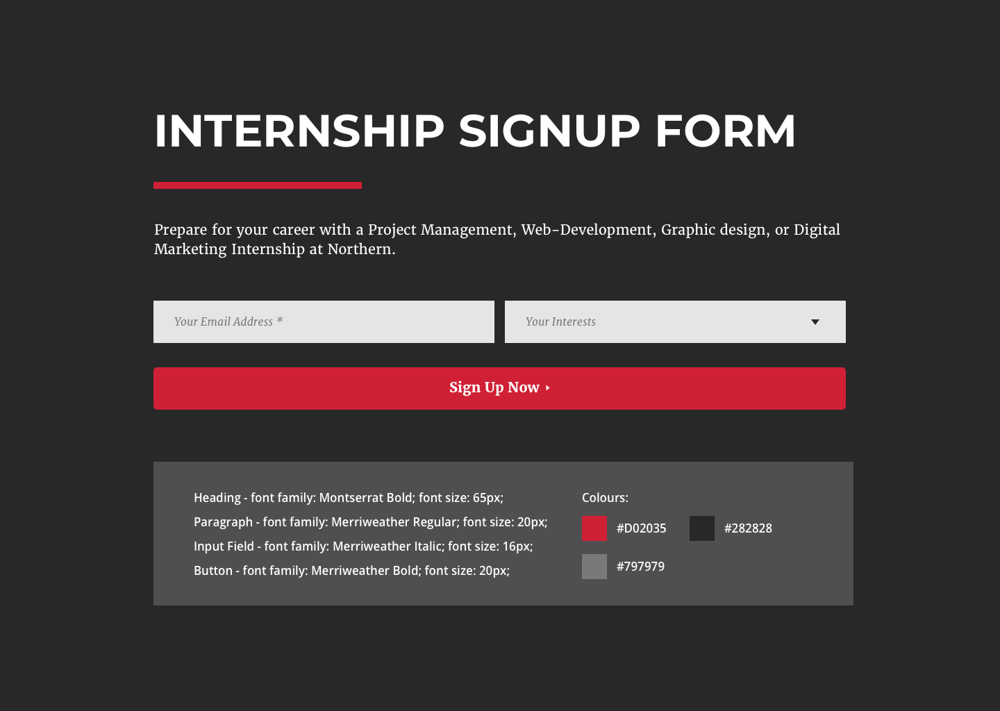 INTERNSHIP SIGNUP FORM
Prepare for your career with a Project Management, Web-Development, Graphic design, or Digital
Marketing Internship at Northern.
Your Email Address *
Your Interests
Sign Up Now
Heading - font family: Montserrat Bold; font size: 65px;
Paragraph - font family: Merriweather Regular; font size: 20px;
Input Field - font family: Merriweather Italic; font size: 16px;
Button - font family: Merriweather Bold; font size: 20px;
Colours:
#D02035
#282828
#797979